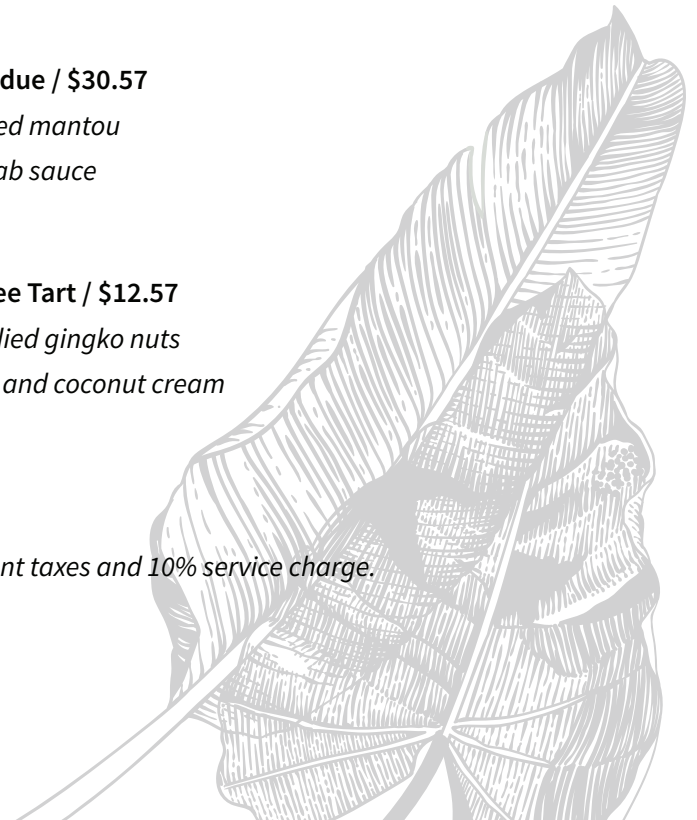 due / $30.57
ed mantou
ab sauce
ee Tart / $12.57
lied gingko nuts
and coconut cream
nt taxes and 10% service charge.